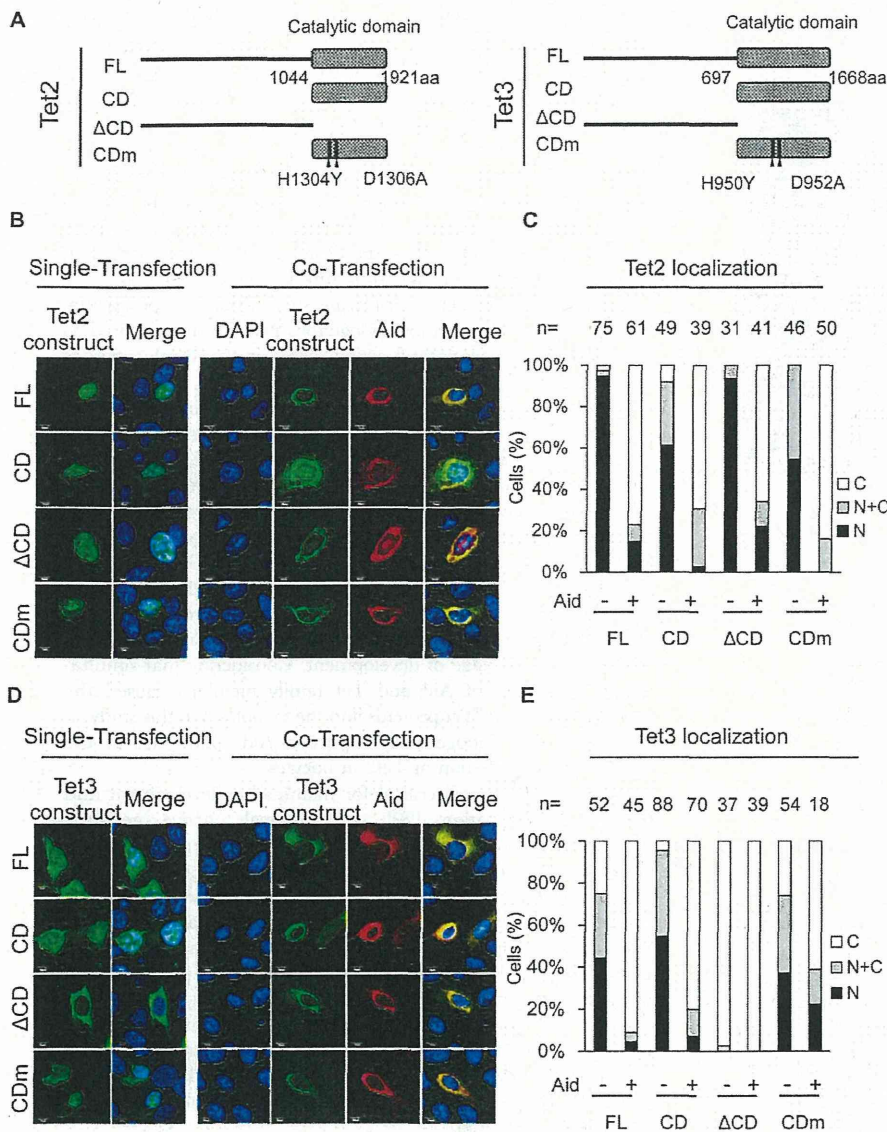 A
Catalytic domain
Tet2
FL
1044
1921aa
CD
ΔCD
CDm
H1304Y
D1306A
Catalytic domain
Tet3
FL
697
1668aa
CD
ΔCD
CDm
H950Y
D952A
B
Single-Transfection
Co-Transfection
Tet2
construct
Merge
DAPI
Tet2
construct
Aid
Merge
FL
CD
ΔCD
CDm
C
Tet2 localization
n= 75 61 49 39 31 41 46 50
100%
80%
60%
40%
20%
0%
Cells (%)
C
N+C
N
Aid - + - + - + - +
FL CD ΔCD CDm
D
Single-Transfection
Co-Transfection
Tet3
construct
Merge
DAPI
Tet3
construct
Aid
Merge
FL
CD
ΔCD
CDm
E
Tet3 localization
n= 52 45 88 70 37 39 54 18
100%
80%
60%
40%
20%
0%
Cells (%)
C
N+C
N
Aid - + - + - + - +
FL CD ΔCD CDm